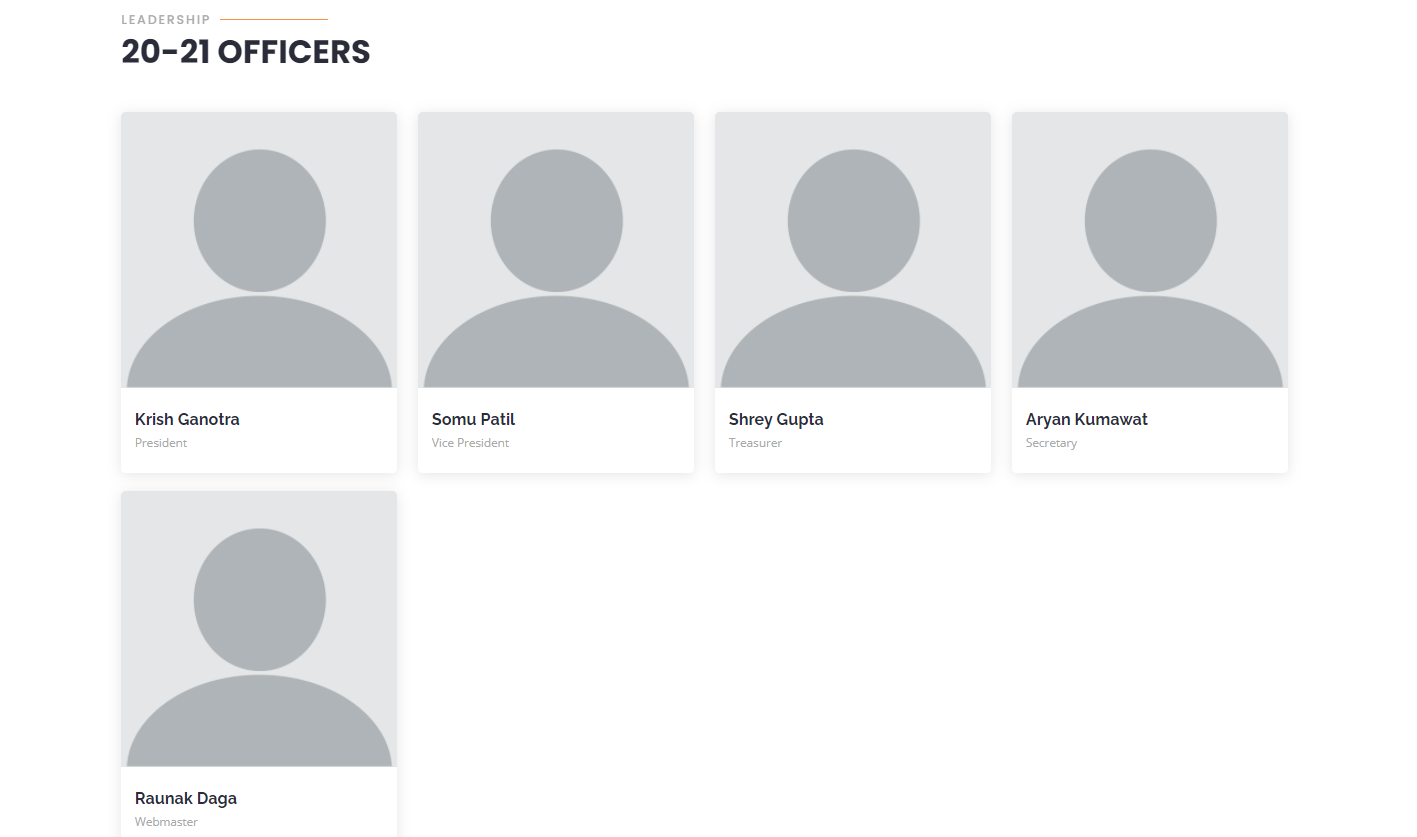 LEADERSHIP
20-21 OFFICERS
Krish Ganotra
President
Somu Patil
Vice President
Shrey Gupta
Treasurer
Aryan Kumawat
Secretary
Raunak Daga
Webmaster